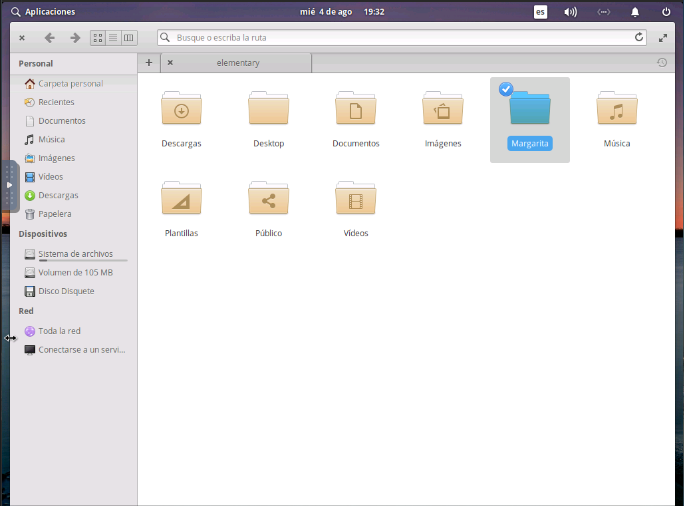 Aplicaciones
mié 4 de ago 19:32
es
Busque o escriba la ruta
elementary
Personal
Carpeta personal
Recientes
Documentos
Música
Imágenes
Vídeos
Descargas
Papelera
Dispositivos
Sistema de archivos
Volumen de 105 MB
Disco Disquete
Red
Toda la red
Conectarse a un servi...
Descargas
Desktop
Documentos
Imágenes
Margarita
Música
Plantillas
Público
Vídeos